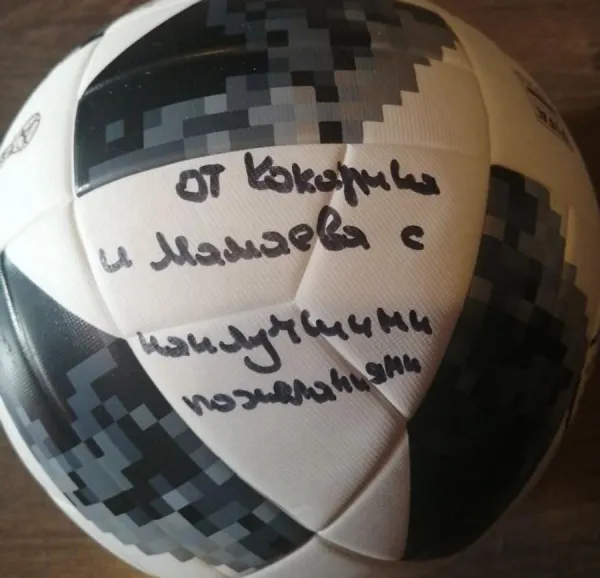 от Кокорина
и Мамаева с
наилучшими
пожеланиями